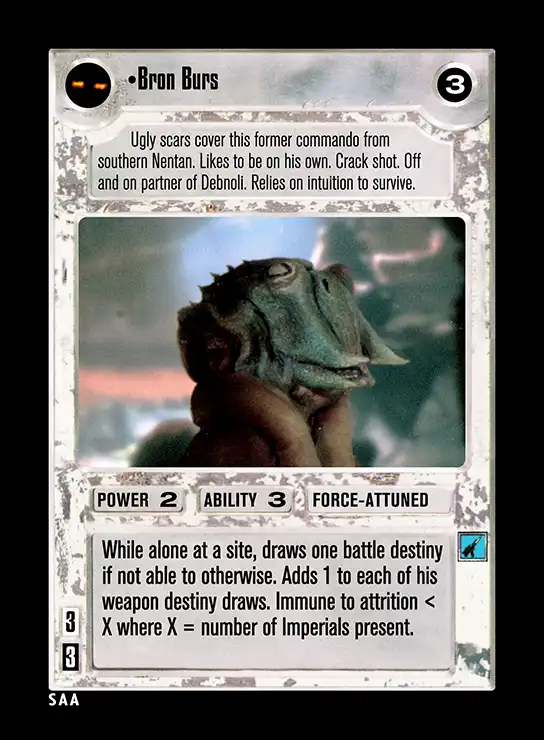 •Bron Burs
3
Ugly scars cover this former commando from
southern Nentan. Likes to be on his own. Crack shot. Off
and on partner of Debnoli. Relies on intuition to survive.
POWER 2 ABILITY 3 FORCE-ATTUNED
While alone at a site, draws one battle destiny
if not able to otherwise. Adds 1 to each of his
weapon destiny draws. Immune to attrition <
X where X = number of Imperials present.
3
3
SAA